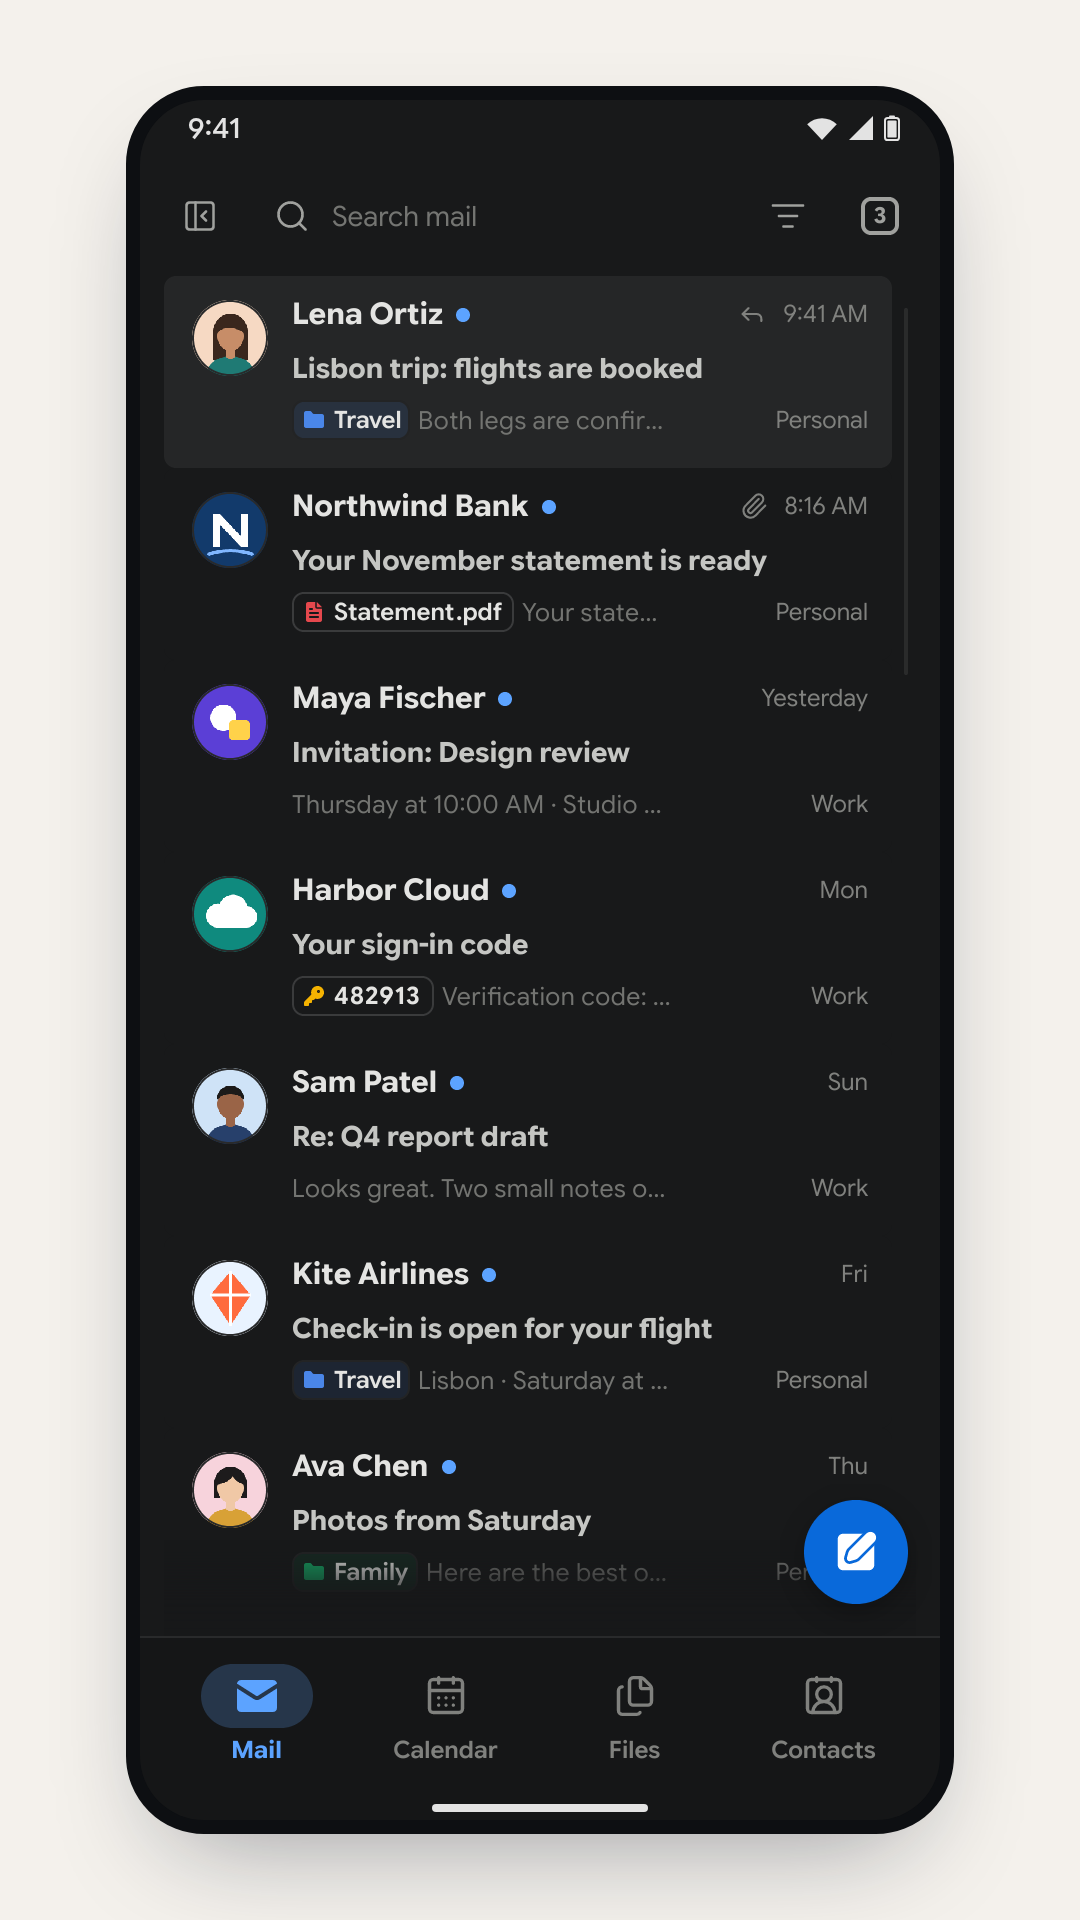 9:41
Search mail
3
Lena Ortiz 9:41 AM
Lisbon trip: flights are booked
Travel Both legs are confir... Personal
N
Northwind Bank 8:16 AM
Your November statement is ready
Statement.pdf Your state... Personal
Maya Fischer Yesterday
Invitation: Design review
Thursday at 10:00 AM · Studio ... Work
Harbor Cloud Mon
Your sign-in code
482913 Verification code: ... Work
Sam Patel Sun
Re: Q4 report draft
Looks great. Two small notes o... Work
Kite Airlines Fri
Check-in is open for your flight
Travel Lisbon · Saturday at ... Personal
Ava Chen Thu
Photos from Saturday
Family Here are the best o...
Mail Calendar Files Contacts